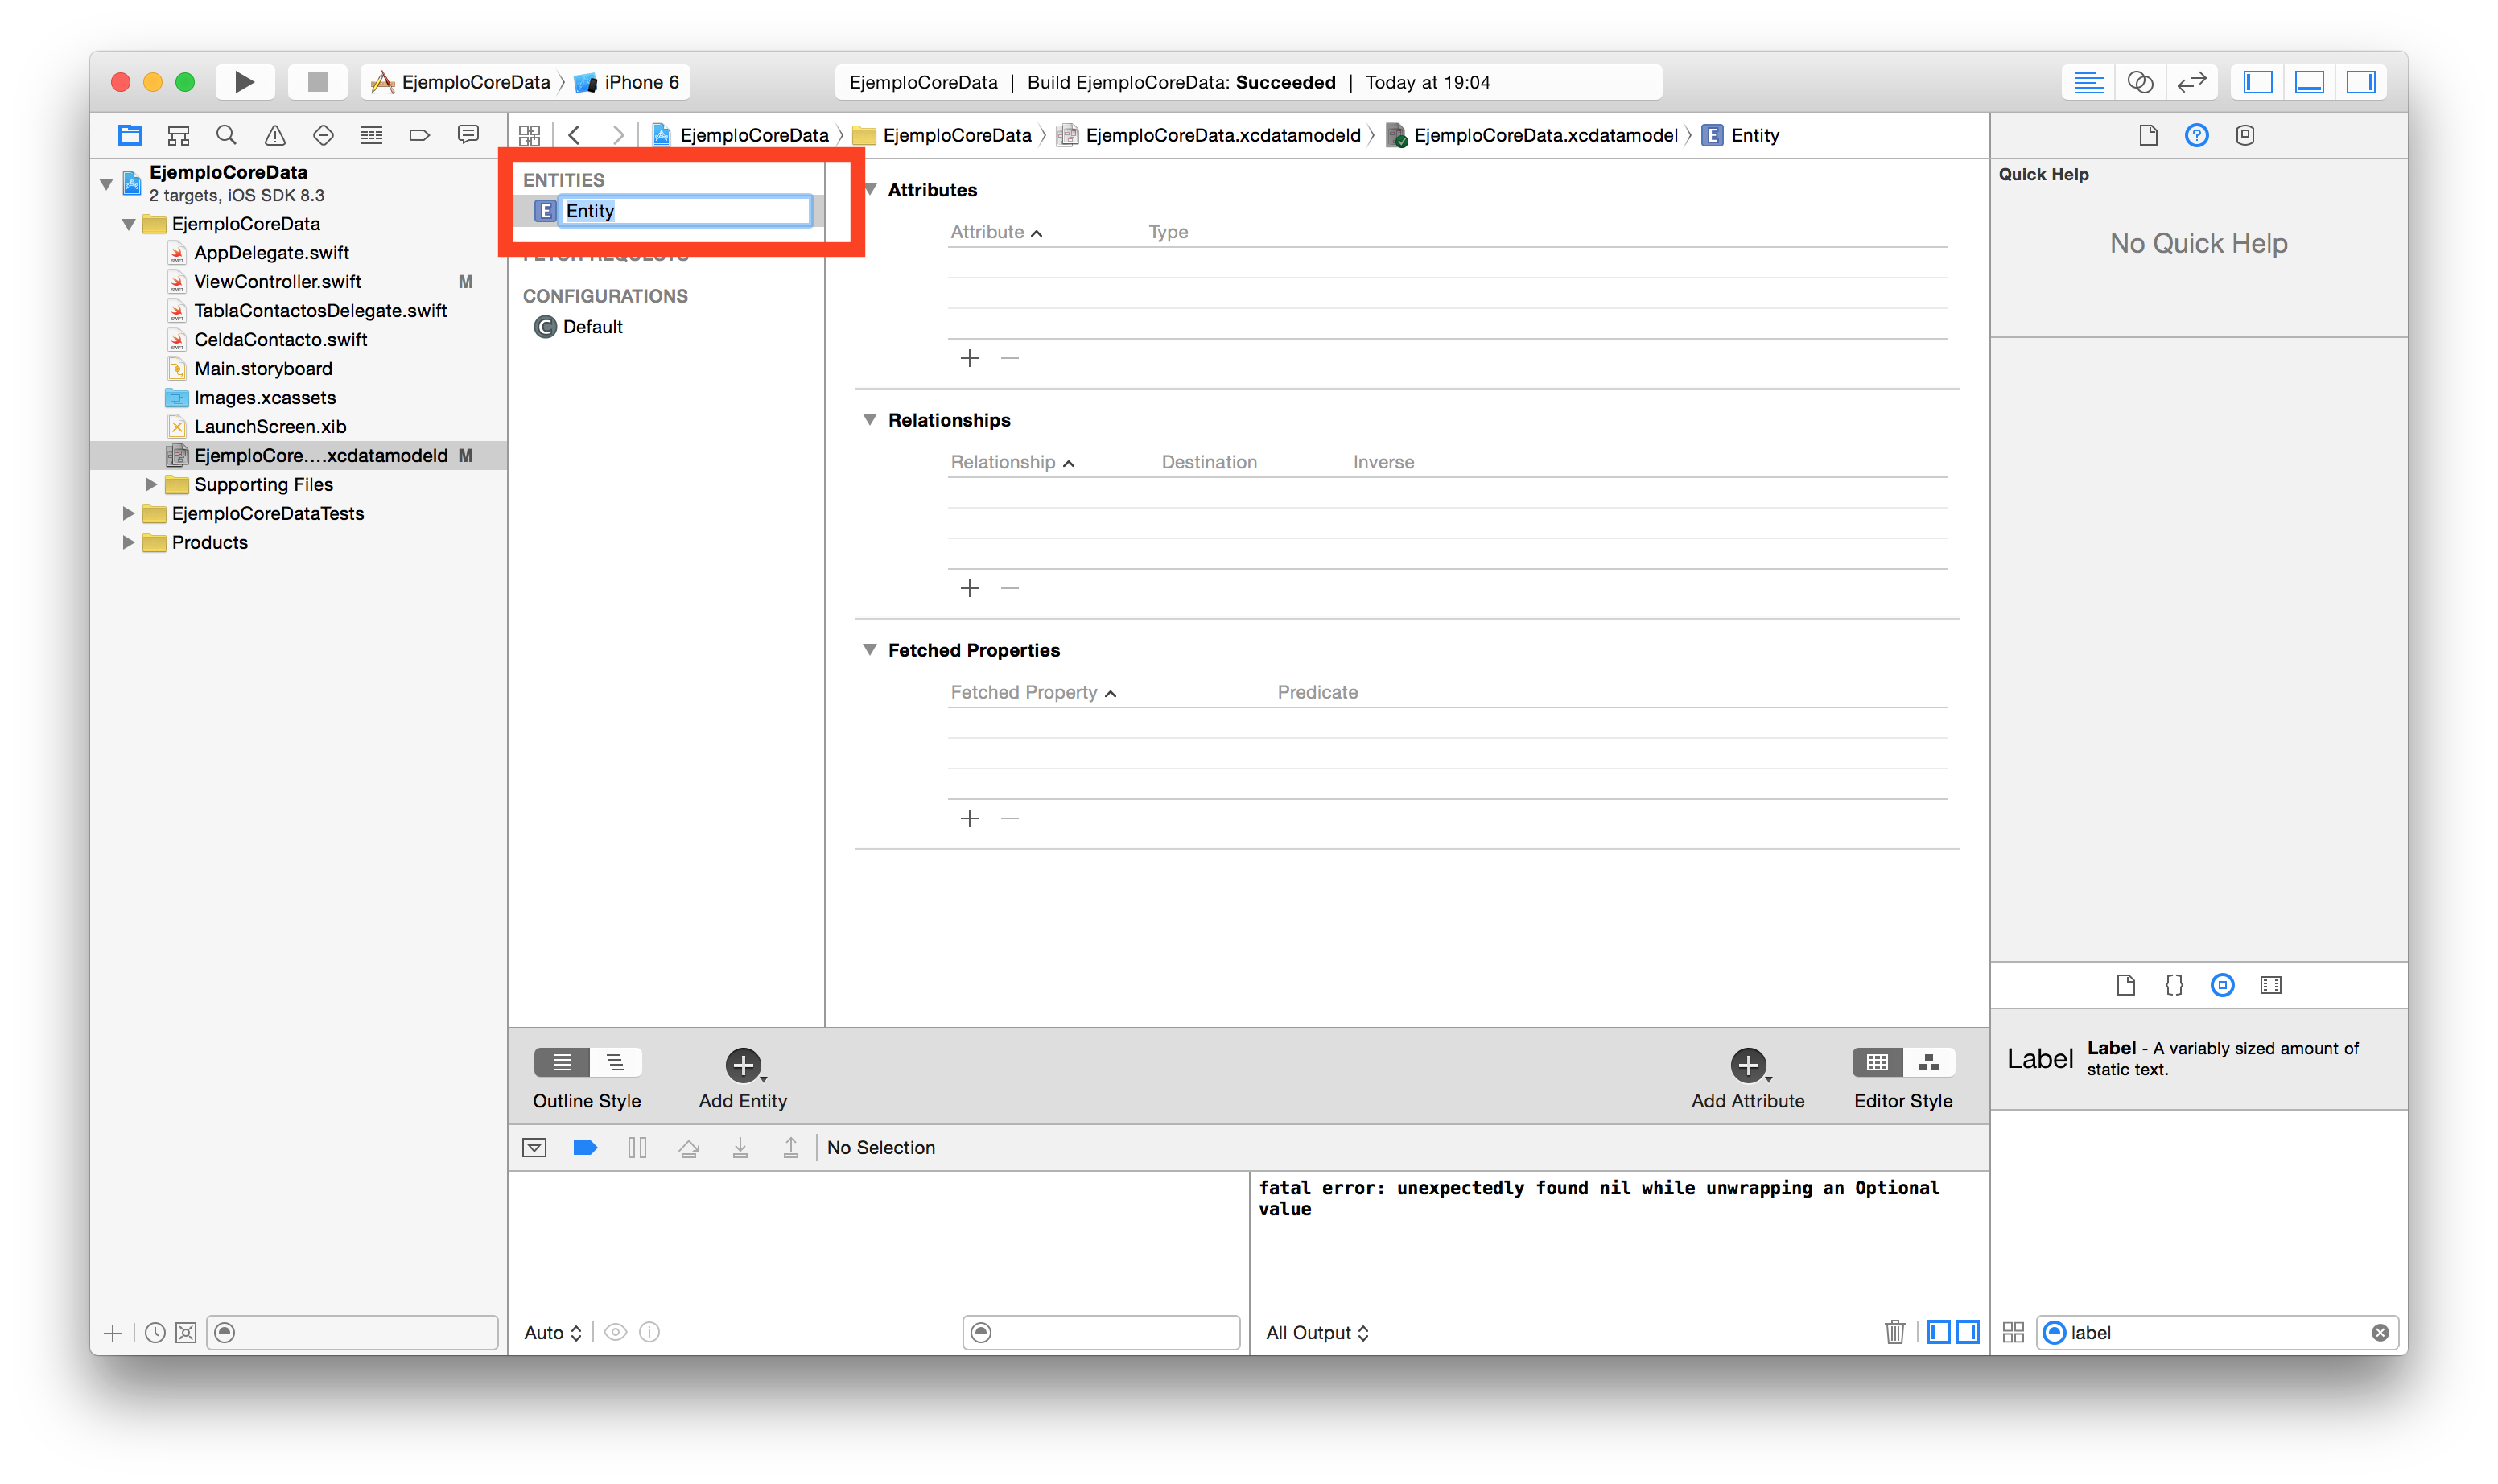 EjemploCoreData 〉 iPhone 6
EjemploCoreData | Build EjemploCoreData: Succeeded | Today at 19:04
EjemploCoreData 〉 EjemploCoreData 〉 EjemploCoreData.xcdatamodeld 〉 EjemploCoreData.xcdatamodel 〉 E Entity
EjemploCoreData
2 targets, iOS SDK 8.3
EjemploCoreData
AppDelegate.swift
ViewController.swift M
TablaContactosDelegate.swift
CeldaContacto.swift
Main.storyboard
Images.xcassets
LaunchScreen.xib
EjemploCore....xcdatamodeld M
Supporting Files
EjemploCoreDataTests
Products
ENTITIES
E Entity
FETCH REQUESTS
CONFIGURATIONS
C Default
Attributes
Attribute Type
Relationships
Relationship Destination Inverse
Fetched Properties
Fetched Property Predicate
Quick Help
No Quick Help
Outline Style Add Entity Add Attribute Editor Style
Label Label - A variably sized amount of
static text.
No Selection
fatal error: unexpectedly found nil while unwrapping an Optional
value
Auto
All Output
label